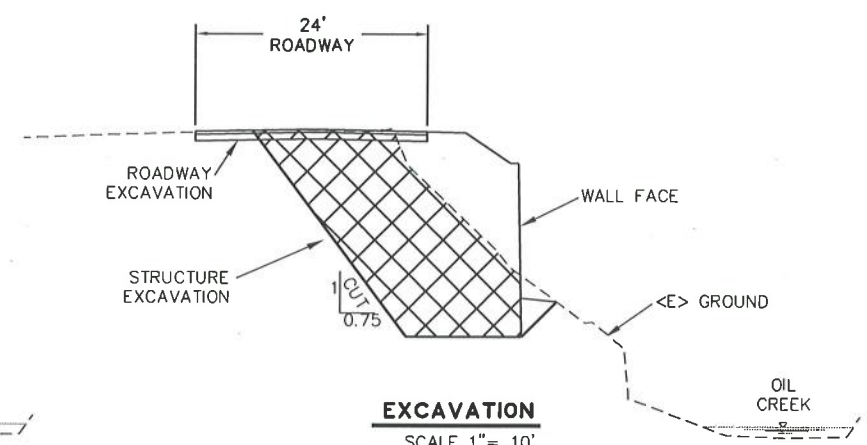 24'
ROADWAY
ROADWAY
EXCAVATION
WALL FACE
STRUCTURE
EXCAVATION
1
CUT
0.75
<E> GROUND
OIL
CREEK
EXCAVATION
SCALE 1"= 10'